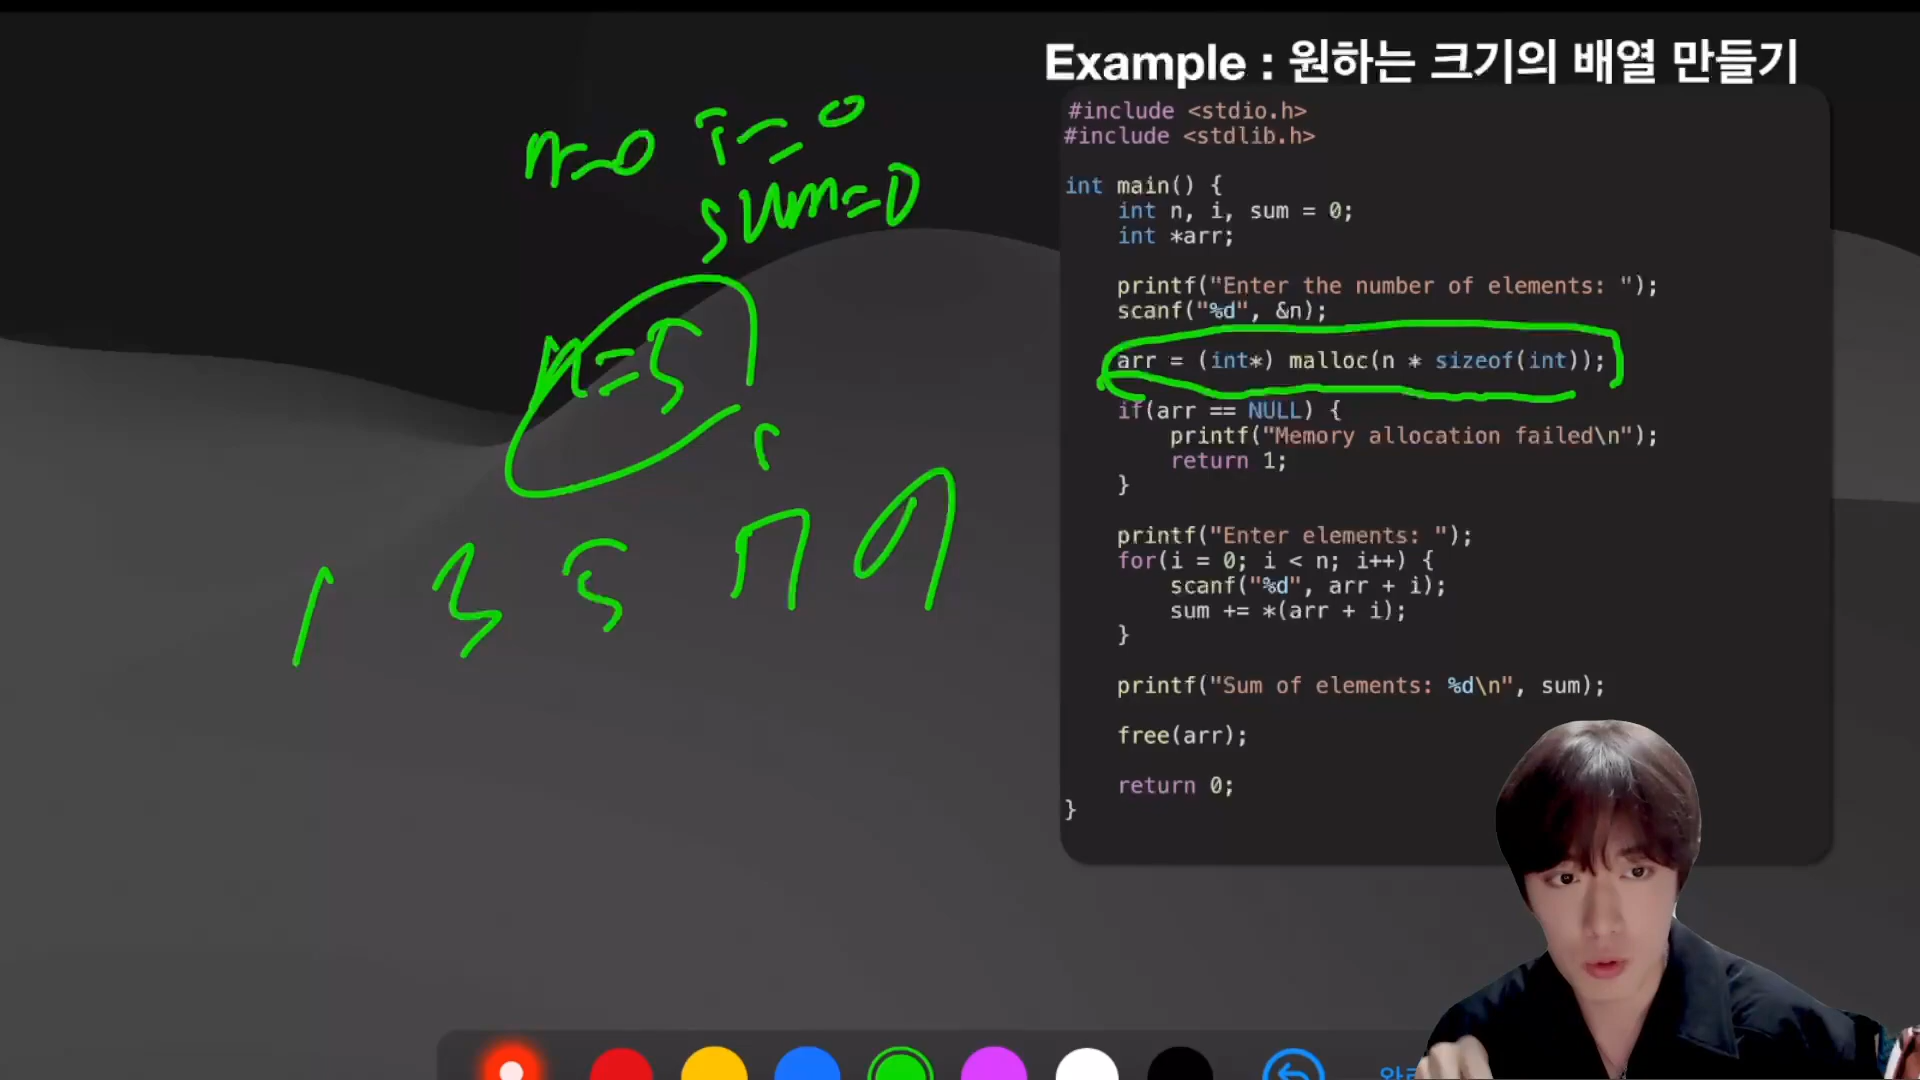 Example : 원하는 크기의 배열 만들기
n=0 i=0
sum=0
n=5
1 3 5 7 9
#include <stdio.h>
#include <stdlib.h>
int main() {
int n, i, sum = 0;
int *arr;
printf("Enter the number of elements: ");
scanf("%d", &n);
arr = (int*) malloc(n * sizeof(int));
if(arr == NULL) {
printf("Memory allocation failed\n");
return 1;
}
printf("Enter elements: ");
for(i = 0; i < n; i++) {
scanf("%d", arr + i);
sum += *(arr + i);
}
printf("Sum of elements: %d\n", sum);
free(arr);
return 0;
}